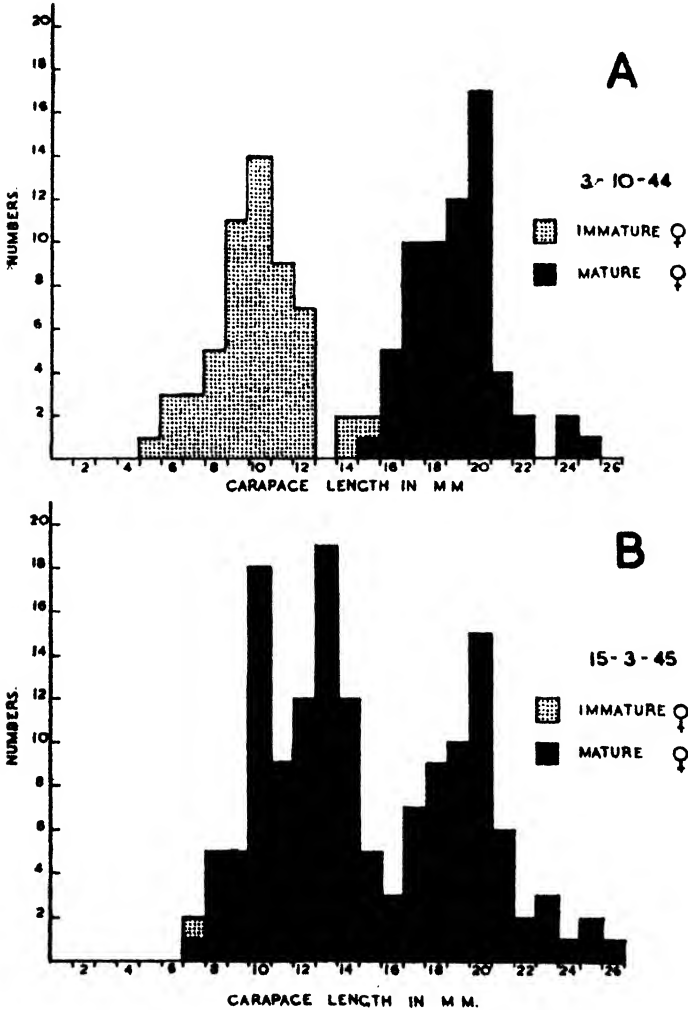 20
18
16
14
12
10
8
6
4
2
NUMBERS.
A
3-10-44
IMMATURE ♀
MATURE ♀
2 4 6 8 10 12 14 16 18 20 22 24 26
CARAPACE LENGTH IN MM
20
18
16
14
12
10
8
6
4
2
NUMBERS.
B
15-3-45
IMMATURE ♀
MATURE ♀
2 4 6 8 10 12 14 16 18 20 22 24 26
CARAPACE LENGTH IN MM.